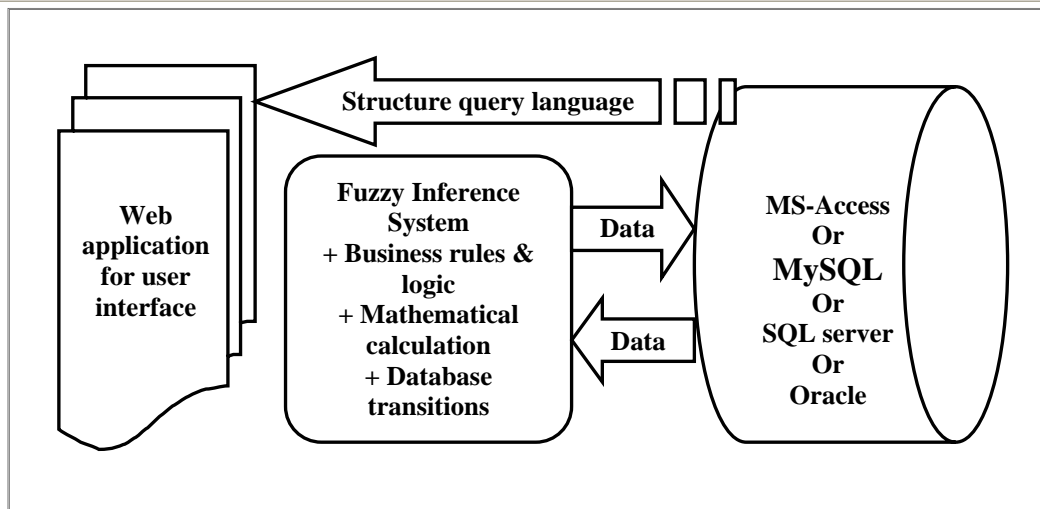 Structure query language
Web
application
for user
interface
Fuzzy Inference
System
+ Business rules &
logic
+ Mathematical
calculation
+ Database
transitions
Data
Data
MS-Access
Or
MySQL
Or
SQL server
Or
Oracle